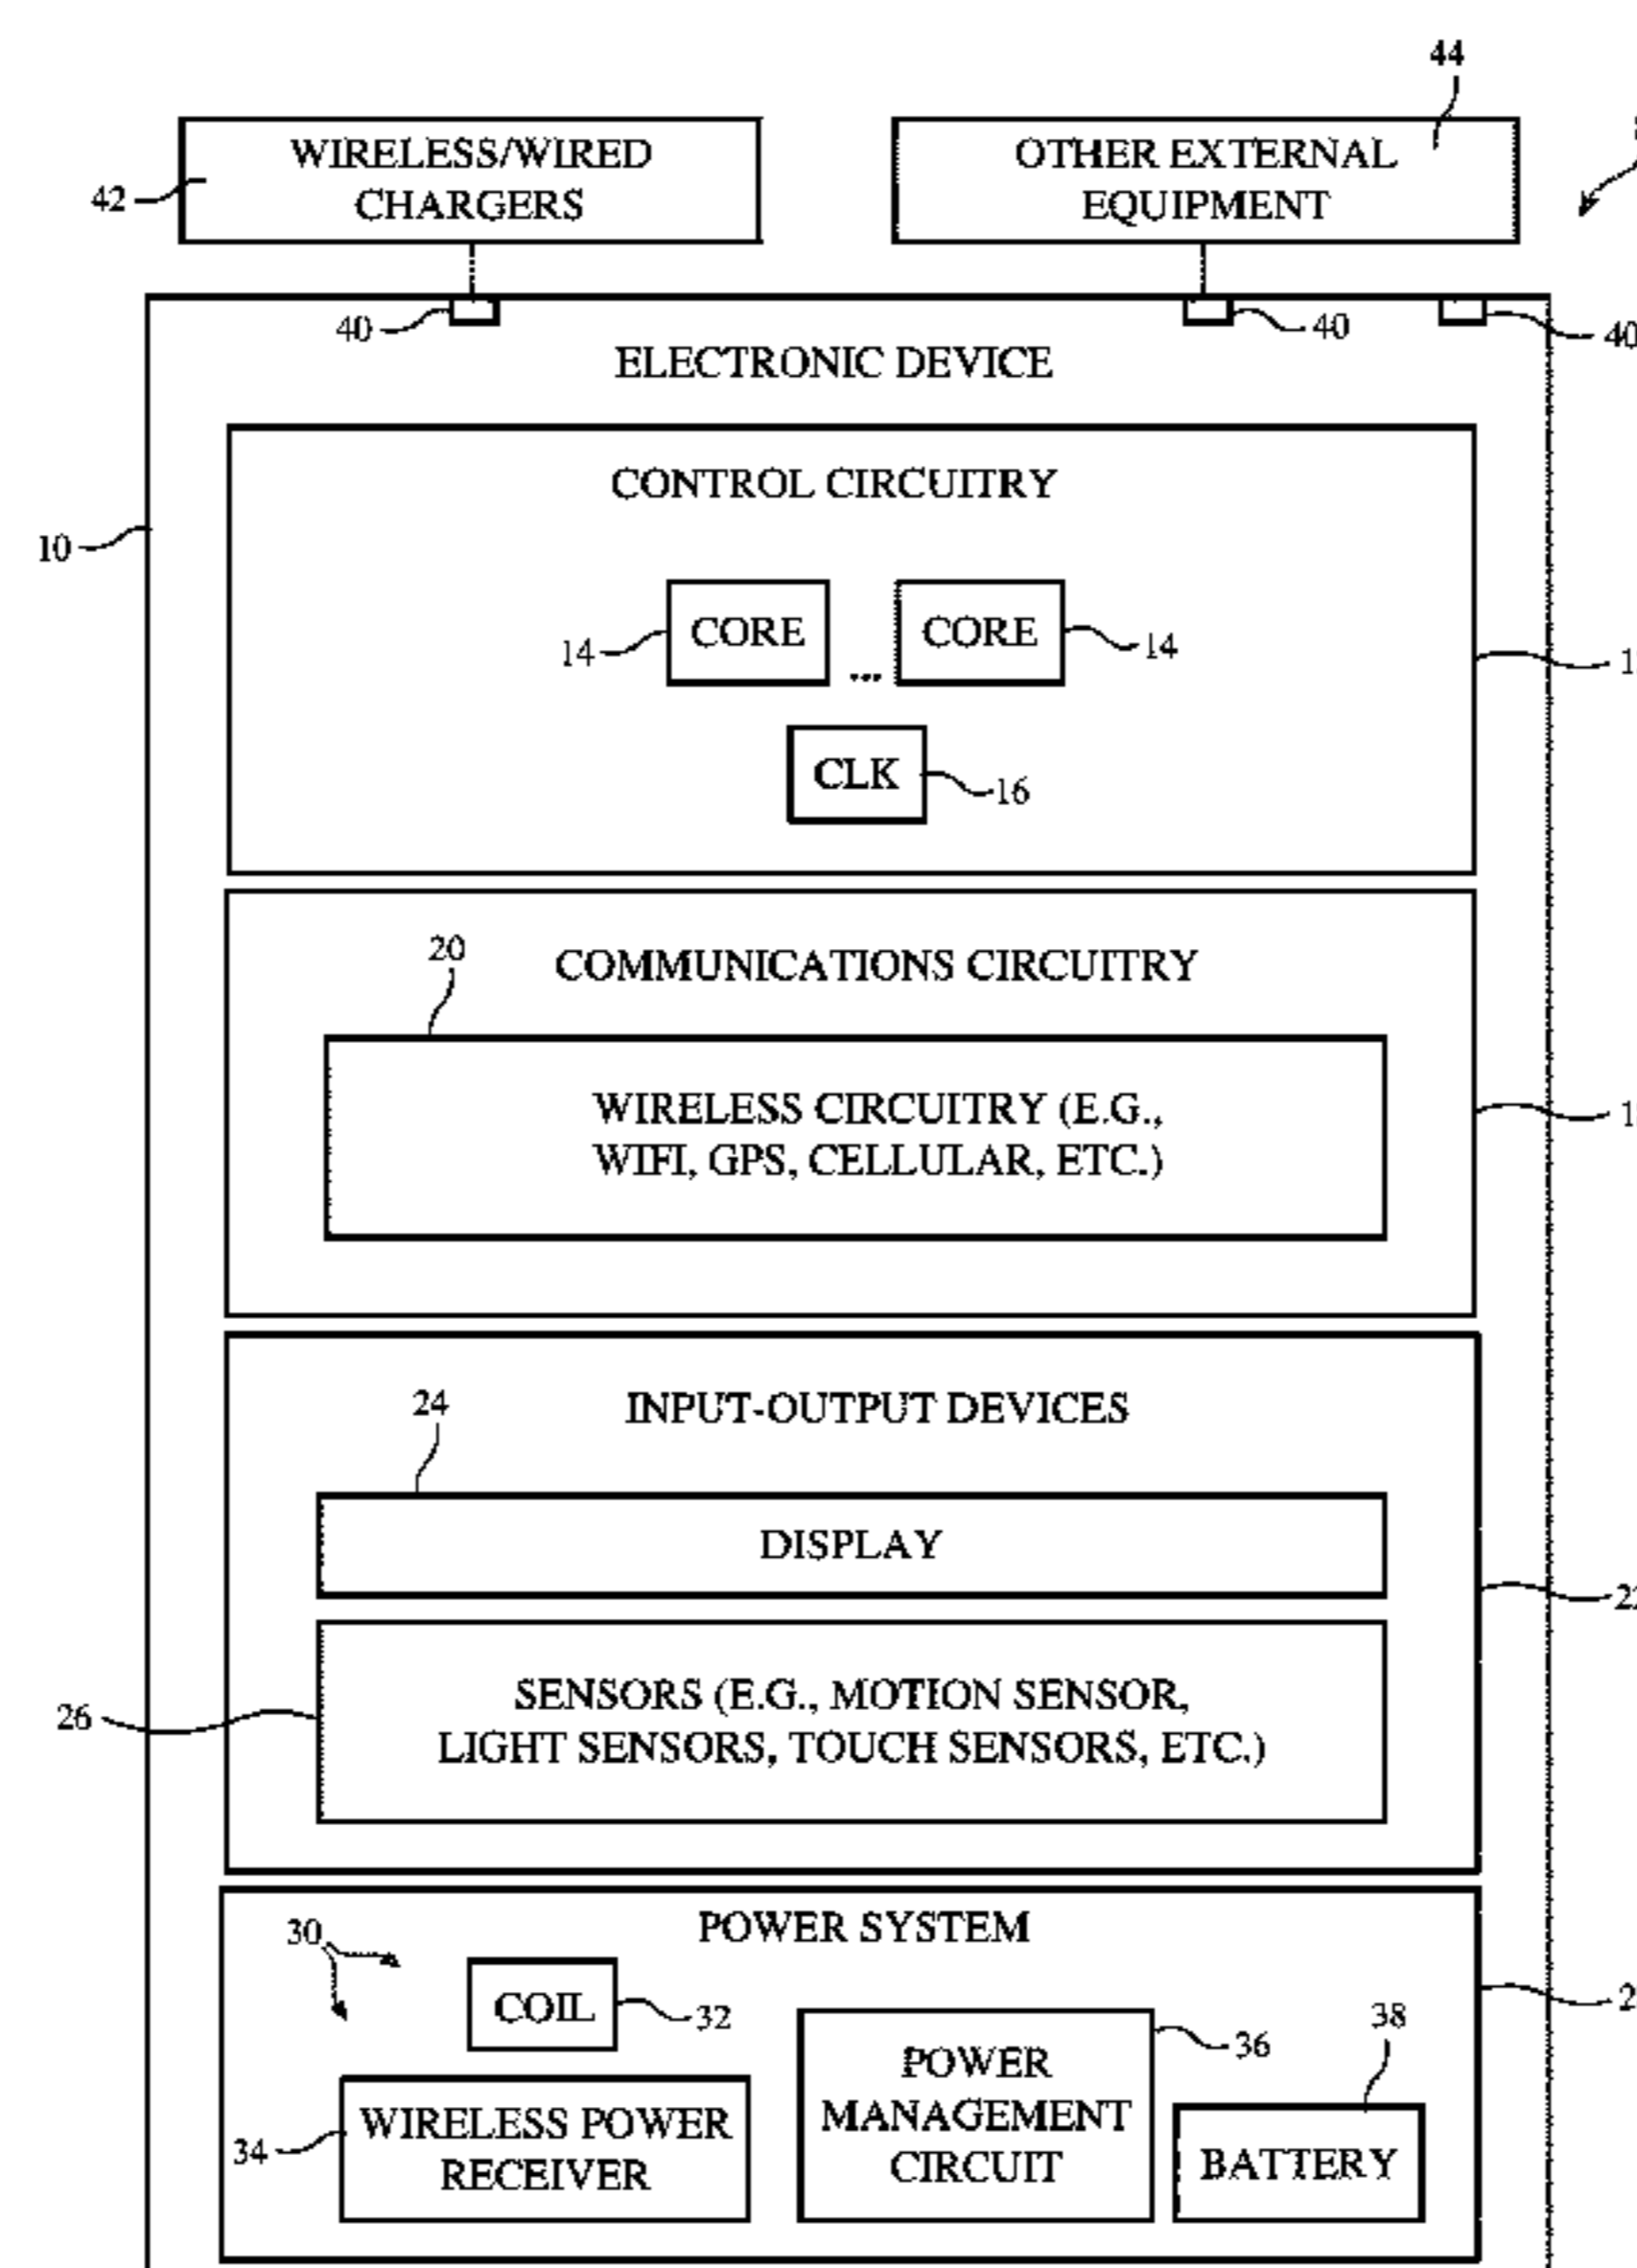 44
WIRELESS/WIRED
CHARGERS
OTHER EXTERNAL
EQUIPMENT
42
40
40
40
ELECTRONIC DEVICE
CONTROL CIRCUITRY
10
CORE
CORE
14
...
14
CLK
16
20
COMMUNICATIONS CIRCUITRY
WIRELESS CIRCUITRY (E.G.,
WIFI, GPS, CELLULAR, ETC.)
24
INPUT-OUTPUT DEVICES
DISPLAY
22
SENSORS (E.G., MOTION SENSOR,
LIGHT SENSORS, TOUCH SENSORS, ETC.)
26
POWER SYSTEM
30
COIL
32
38
POWER
MANAGEMENT
CIRCUIT
36
WIRELESS POWER
RECEIVER
34
BATTERY